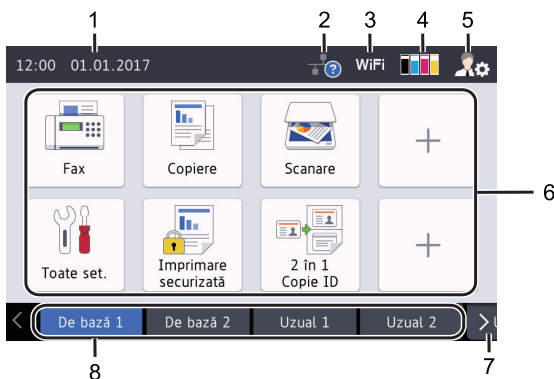 1 2 3 4 5
12:00 01.01.2017 ? WiFi
Fax Copiere Scanare +
6
Toate set. Imprimare securizată 2 în 1 Copie ID +
< De bază 1 De bază 2 Uzual 1 Uzual 2 > U
8 7